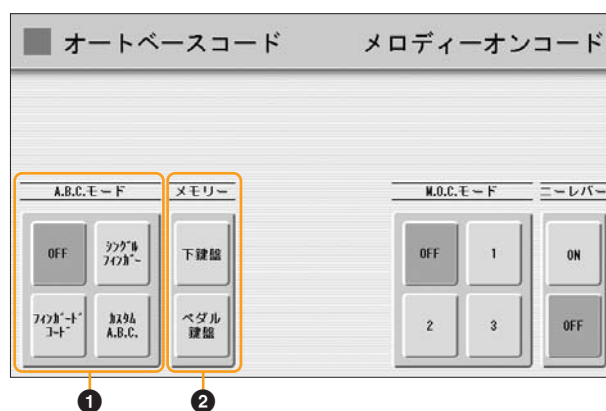 オートベースコード メロディーオンコード
A.B.C.モード メモリー M.O.C.モード ニーレバー
OFF シングル フィンガー 下鍵盤 OFF 1 ON
フィンガードコード カスタム A.B.C. ペダル鍵盤 2 3 OFF
1 2